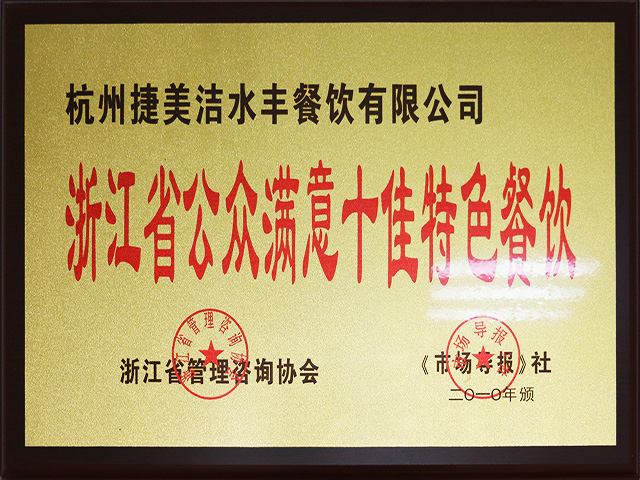 杭州捷美洁水丰餐饮有限公司
浙江省公众满意十佳特色餐饮
浙江省管理咨询协会
《市场导报》社
二〇一〇年颁